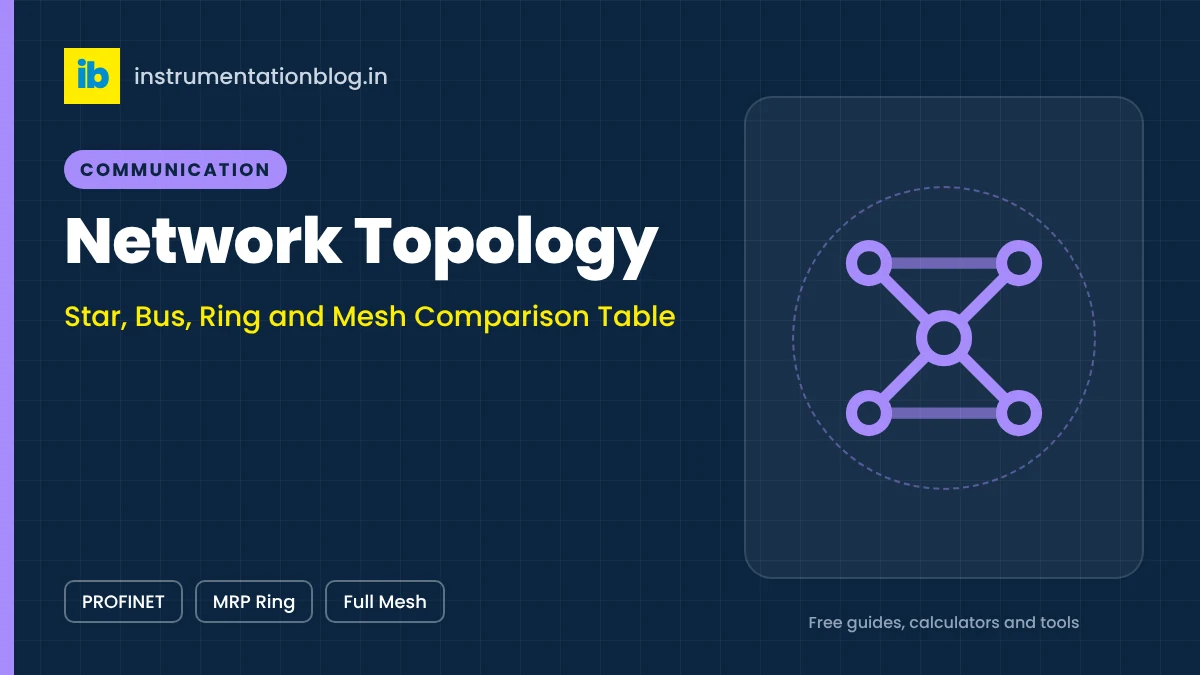 ib
instrumentationblog.in
COMMUNICATION
Network Topology
Star, Bus, Ring and Mesh Comparison Table
PROFINET
MRP Ring
Full Mesh
Free guides, calculators and tools